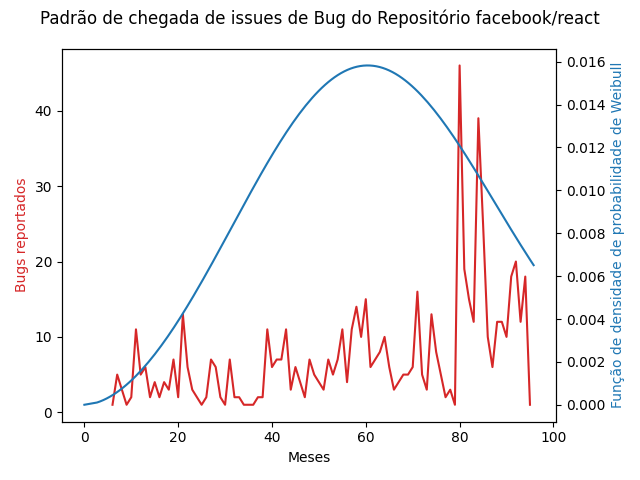 Padrão de chegada de issues de Bug do Repositório facebook/react
Bugs reportados
40
30
20
10
0
0 20 40 60 80 100
Meses
0.016
0.014
0.012
0.010
0.008
0.006
0.004
0.002
0.000
Função de densidade de probabilidade de Weibull